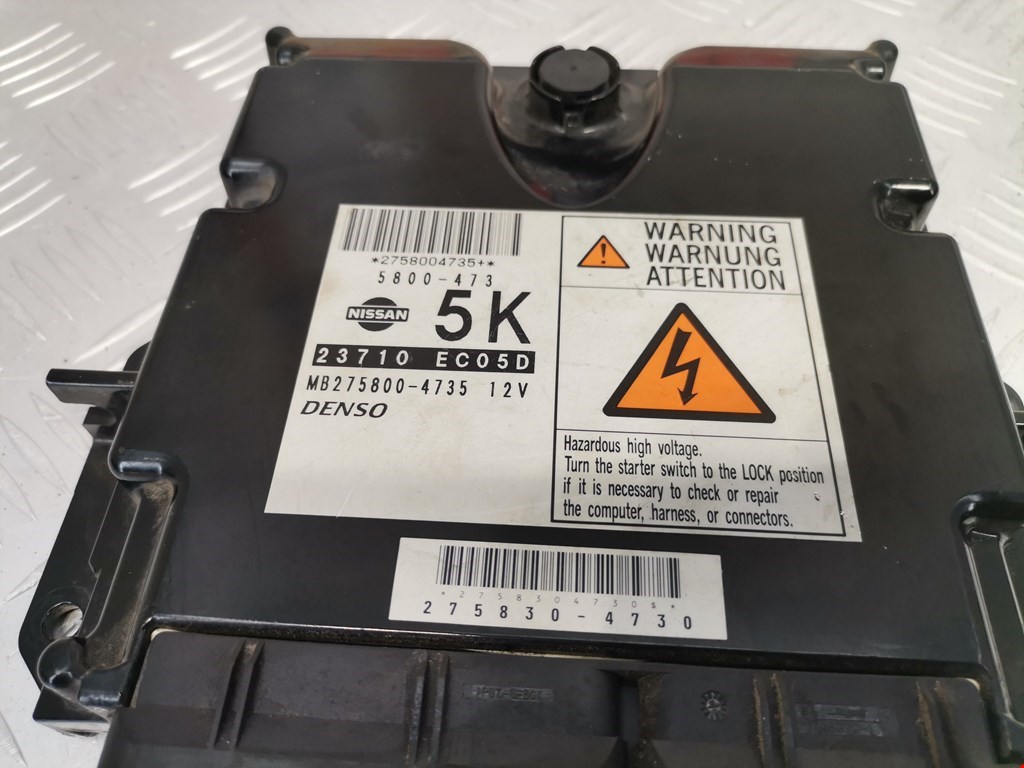 *2758004735+*
5800-473
NISSAN
5K
23710 EC05D
MB275800-4735 12V
DENSO
WARNING
WARNUNG
ATTENTION
Hazardous high voltage.
Turn the starter switch to the LOCK position
if it is necessary to check or repair
the computer, harness, or connectors.
*2758304730$*
275830-4730